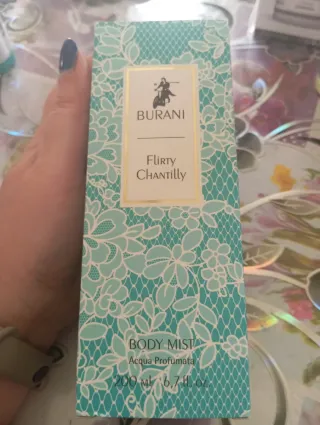 BURANI
Flirty
Chantilly
BODY MIST
Acqua Profumata
200 ml 6,7 fl. oz.